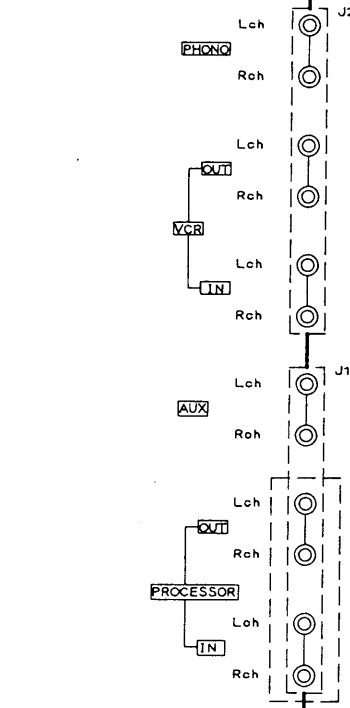 Lch
J2
PHONO
Rch
Lch
OUT
Rch
VCR
Lch
IN
Rch
J1
Lch
AUX
Rch
Lch
OUT
Rch
PROCESSOR
Lch
IN
Rch